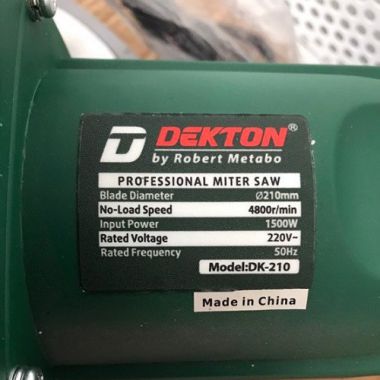 DEKTON®
by Robert Metabo
PROFESSIONAL MITER SAW
Blade Diameter Ø210mm
No-Load Speed 4800r/min
Input Power 1500W
Rated Voltage 220V~
Rated Frequency 50Hz
Model:DK-210
Made in China